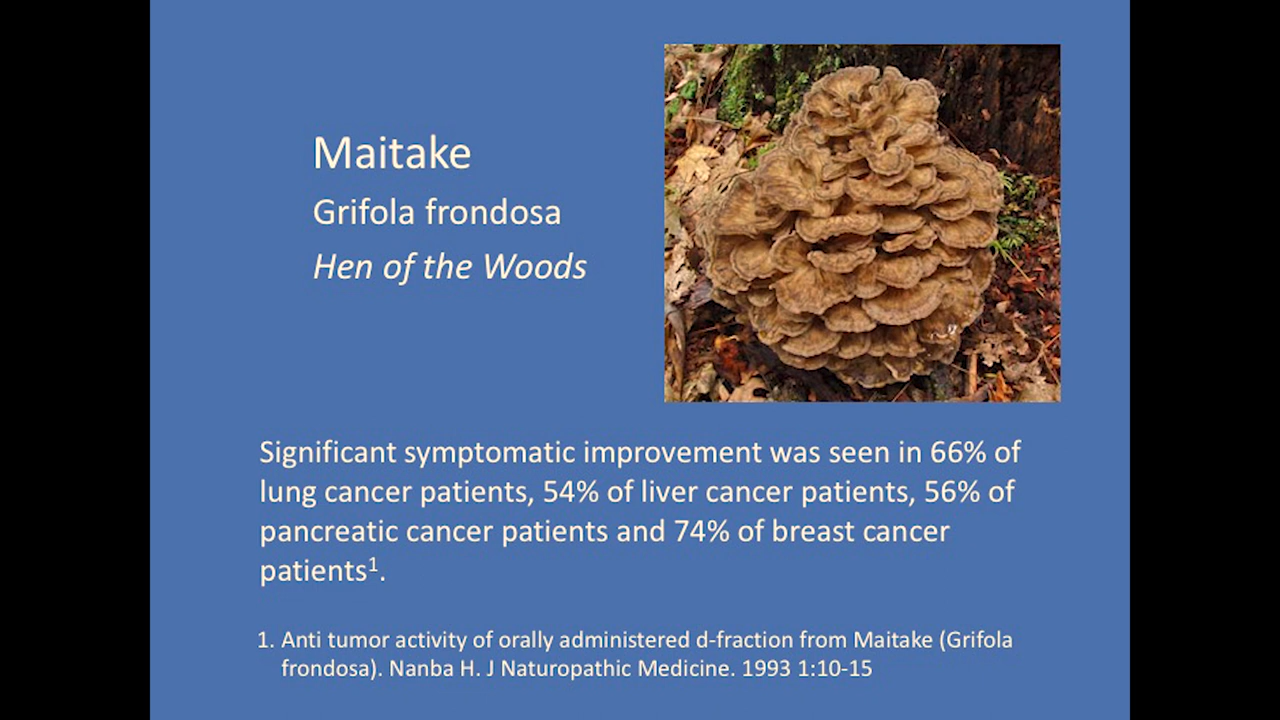 Maitake
Grifola frondosa
Hen of the Woods
Significant symptomatic improvement was seen in 66% of
lung cancer patients, 54% of liver cancer patients, 56% of
pancreatic cancer patients and 74% of breast cancer
patients¹.
1. Anti tumor activity of orally administered d-fraction from Maitake (Grifola
frondosa). Nanba H. J Naturopathic Medicine. 1993 1:10-15